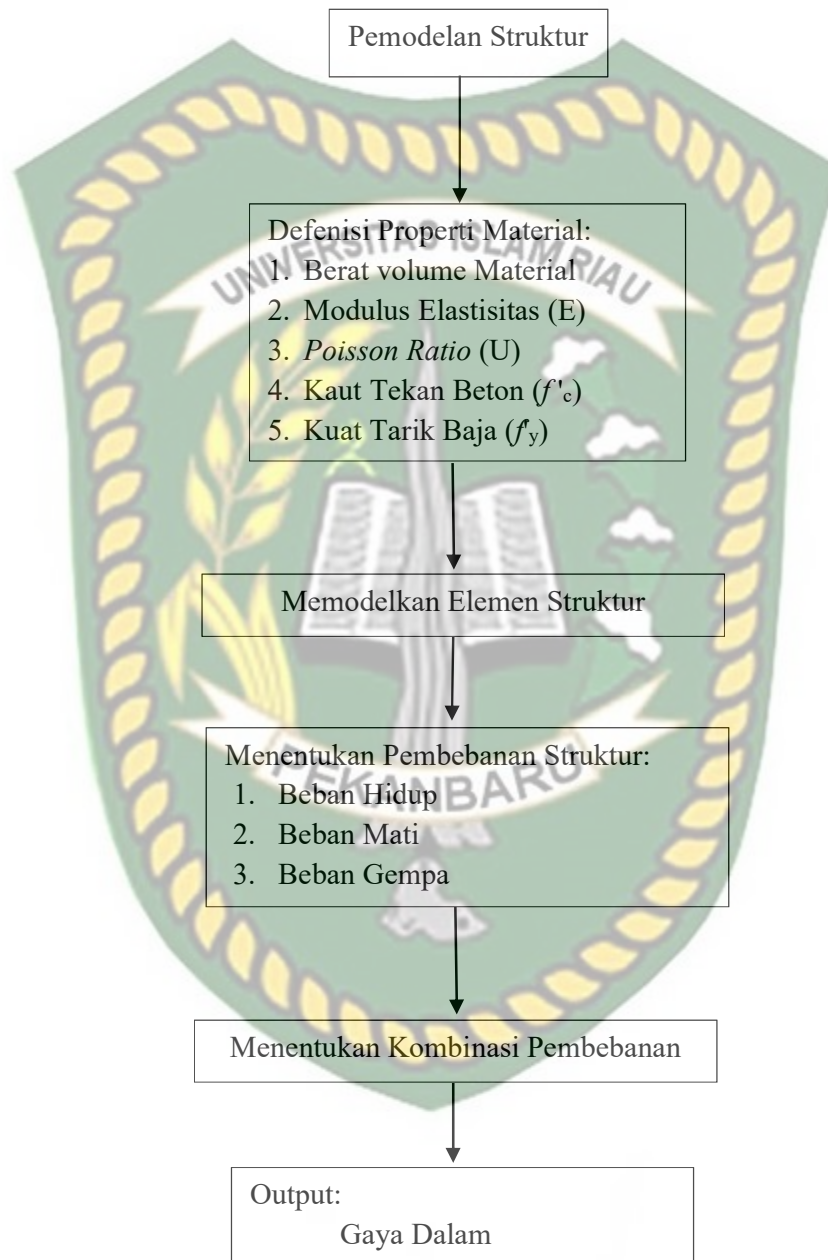 Pemodelan Struktur
Defenisi Properti Material:
1. Berat volume Material
2. Modulus Elastisitas (E)
3. Poisson Ratio (U)
4. Kaut Tekan Beton (f'c)
5. Kuat Tarik Baja (f'y)
UNIVERSITAS ISLAM RIAU
Memodelkan Elemen Struktur
Menentukan Pembebanan Struktur:
1. Beban Hidup
2. Beban Mati
3. Beban Gempa
PEKANBARU
Menentukan Kombinasi Pembebanan
Output:
Gaya Dalam